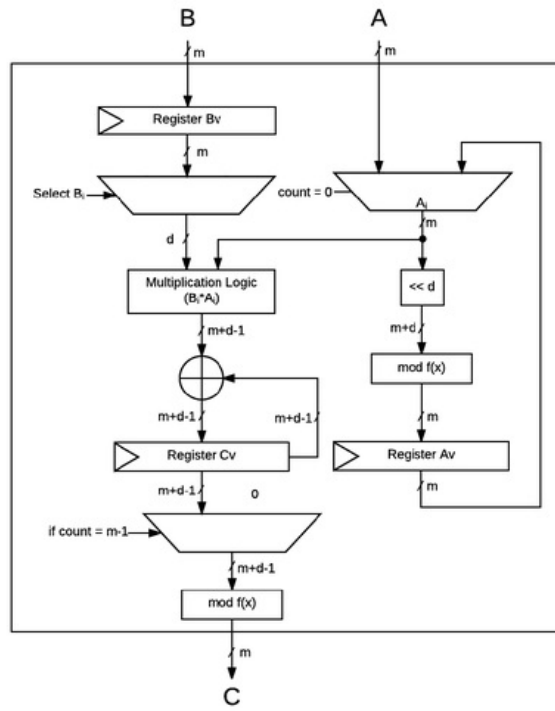 B
A
m
m
Register Bv
m
Select Bᵢ
count = 0
Aᵢ
d
m
Multiplication Logic
(Bᵢ*Aᵢ)
<< d
m+d-1
m+d
mod f(x)
m+d-1
m+d-1
m
Register Cv
Register Av
m+d-1
0
m
if count = m-1
m+d-1
mod f(x)
m
C